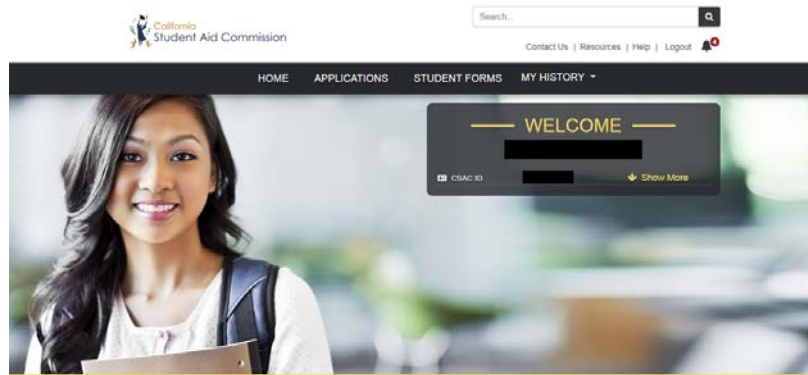 California
Student Aid Commission
Search...
Contact Us | Resources | Help | Logout
HOME APPLICATIONS STUDENT FORMS MY HISTORY
WELCOME
CSAC ID
Show More